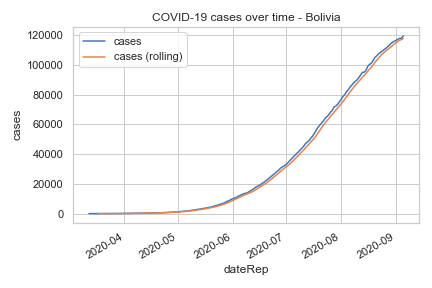 COVID-19 cases over time - Bolivia
cases
cases (rolling)
120000
100000
80000
60000
40000
20000
0
cases
2020-04
2020-05
2020-06
2020-07
2020-08
2020-09
dateRep